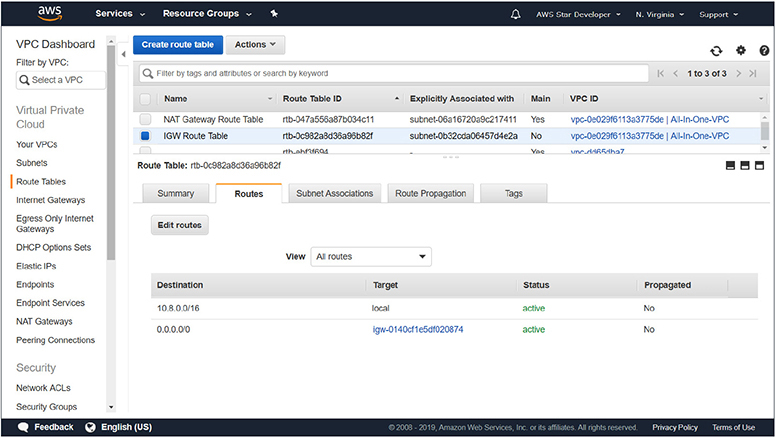 aws Services Resource Groups AWS Star Developer N. Virginia Support
VPC Dashboard
Filter by VPC:
Select a VPC
Virtual Private
Cloud
Your VPCs
Subnets
Route Tables
Internet Gateways
Egress Only Internet
Gateways
DHCP Options Sets
Elastic IPs
Endpoints
Endpoint Services
NAT Gateways
Peering Connections
Security
Network ACLs
Security Groups
Create route table Actions
Filter by tags and attributes or search by keyword
1 to 3 of 3
Name Route Table ID Explicitly Associated with Main VPC ID
NAT Gateway Route Table rtb-047a556a87b034c11 subnet-06a16720a9c217411 Yes vpc-0e029f6113a3775de | All-In-One-VPC
IGW Route Table rtb-0c982a8d36a96b82f subnet-0b32cda06457d4e2a No vpc-0e029f6113a3775de | All-In-One-VPC
rtb-ebf3f694 Yes vpc-dd65dba7
Route Table: rtb-0c982a8d36a96b82f
Summary Routes Subnet Associations Route Propagation Tags
Edit routes
View All routes
Destination Target Status Propagated
10.8.0.0/16 local active No
0.0.0.0/0 igw-0140cf1e5df020874 active No
Feedback English (US) © 2008 - 2019, Amazon Web Services, Inc. or its affiliates. All rights reserved. Privacy Policy Terms of Use